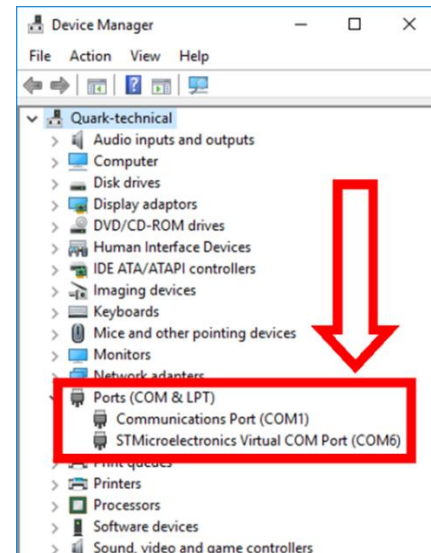 Device Manager
File Action View Help
Quark-technical
Audio inputs and outputs
Computer
Disk drives
Display adaptors
DVD/CD-ROM drives
Human Interface Devices
IDE ATA/ATAPI controllers
Imaging devices
Keyboards
Mice and other pointing devices
Monitors
Network adapters
Ports (COM & LPT)
Communications Port (COM1)
STMicroelectronics Virtual COM Port (COM6)
Print queues
Printers
Processors
Software devices
Sound, video and game controllers